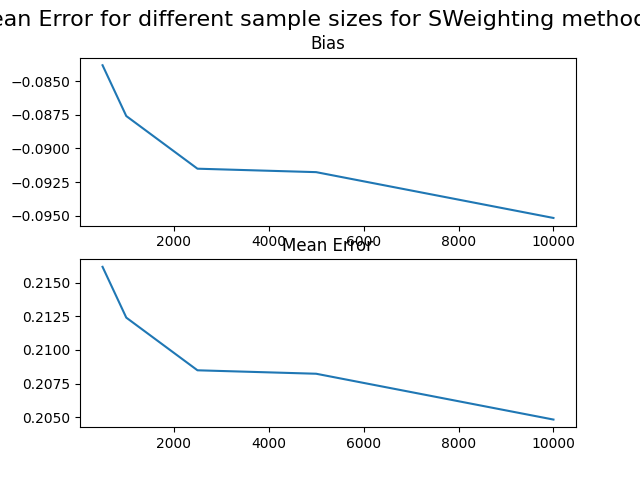 ean Error for different sample sizes for SWeighting metho
Bias
−0.0850
−0.0875
−0.0900
−0.0925
−0.0950
2000 4000 6000 8000 10000
Mean Error
0.2150
0.2125
0.2100
0.2075
0.2050
2000 4000 6000 8000 10000